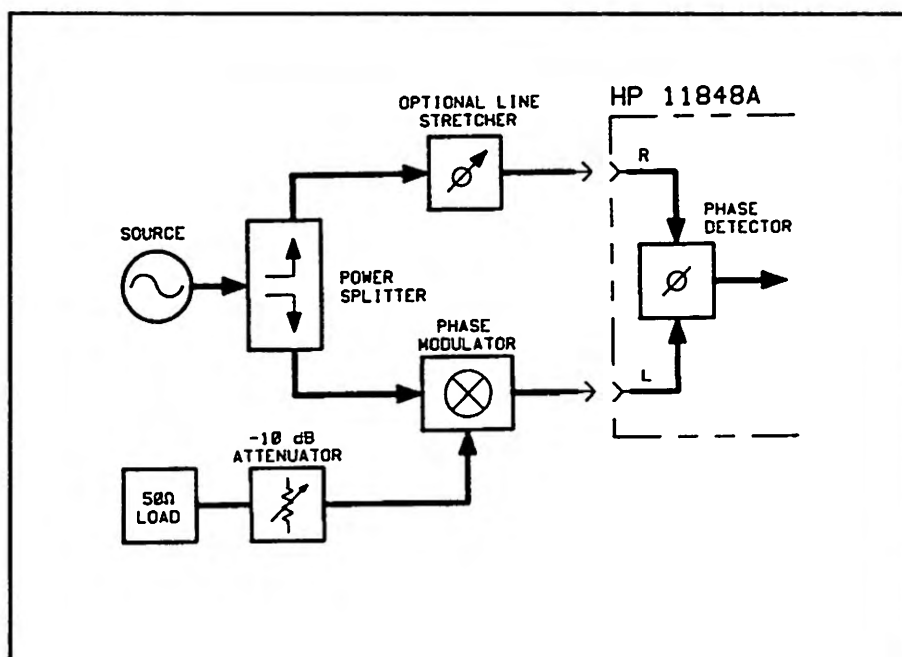 OPTIONAL LINE
STRETCHER
HP 11848A
R
PHASE
DETECTOR
SOURCE
POWER
SPLITTER
PHASE
MODULATOR
L
-10 dB
ATTENUATOR
50Ω
LOAD